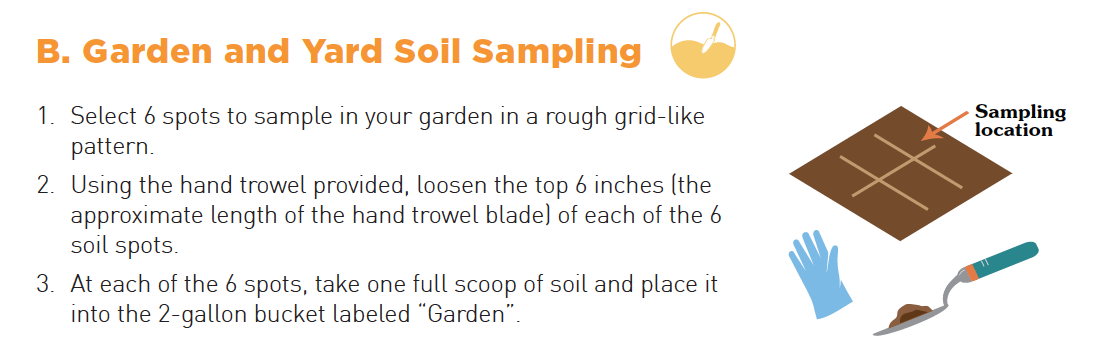 B. Garden and Yard Soil Sampling
1. Select 6 spots to sample in your garden in a rough grid-like
pattern.
2. Using the hand trowel provided, loosen the top 6 inches (the
approximate length of the hand trowel blade) of each of the 6
soil spots.
3. At each of the 6 spots, take one full scoop of soil and place it
into the 2-gallon bucket labeled “Garden”.
Sampling
location